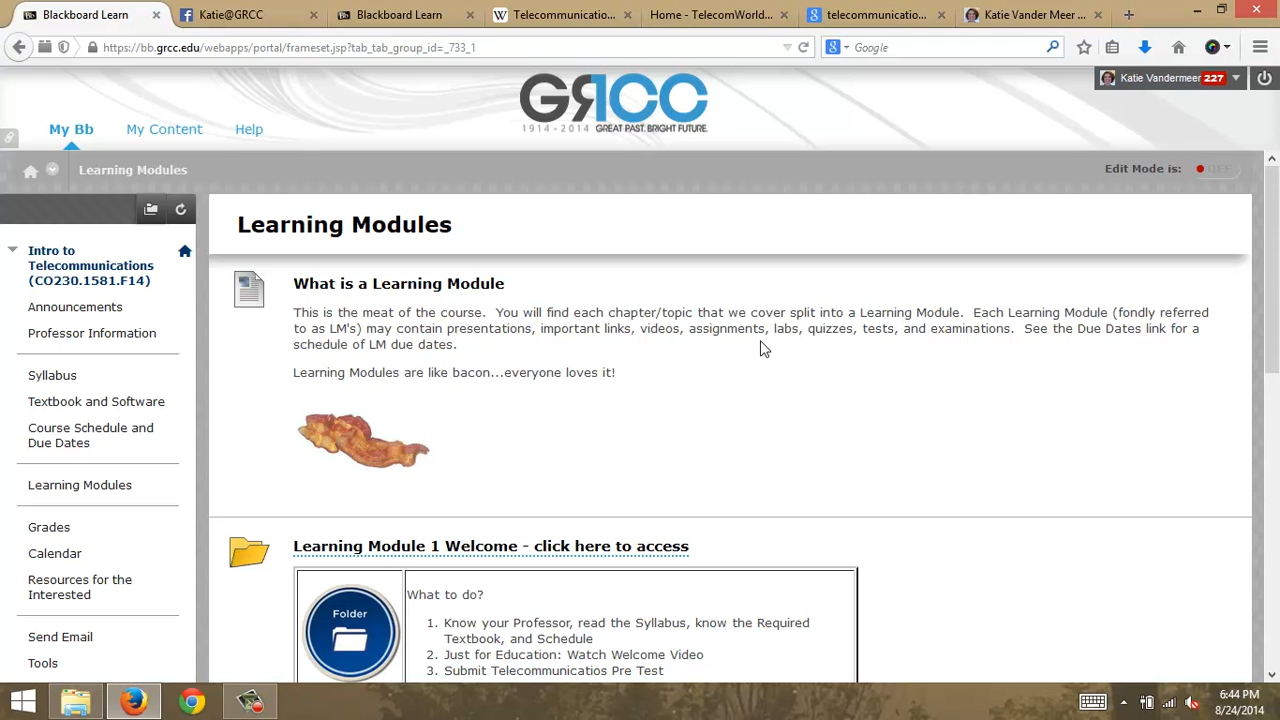 Blackboard Learn × Katie@GRCC × Blackboard Learn × Telecommunicatio... × Home - TelecomWorld... × telecommunicatio... × Katie Vander Meer ... × +
https://bb.grcc.edu/webapps/portal/frameset.jsp?tab_tab_group_id=_733_1 Google
Katie Vandermeer 227
GRCC
1914-2014 GREAT PAST. BRIGHT FUTURE.
My Bb My Content Help
Learning Modules Edit Mode is: OFF
Learning Modules
Intro to
Telecommunications
(CO230.1581.F14)
Announcements
Professor Information
Syllabus
Textbook and Software
Course Schedule and
Due Dates
Learning Modules
Grades
Calendar
Resources for the
Interested
Send Email
Tools
What is a Learning Module
This is the meat of the course. You will find each chapter/topic that we cover split into a Learning Module. Each Learning Module (fondly referred
to as LM's) may contain presentations, important links, videos, assignments, labs, quizzes, tests, and examinations. See the Due Dates link for a
schedule of LM due dates.
Learning Modules are like bacon...everyone loves it!
Learning Module 1 Welcome - click here to access
Folder
What to do?
1. Know your Professor, read the Syllabus, know the Required
Textbook, and Schedule
2. Just for Education: Watch Welcome Video
3. Submit Telecommunicatios Pre Test
6:44 PM
8/24/2014